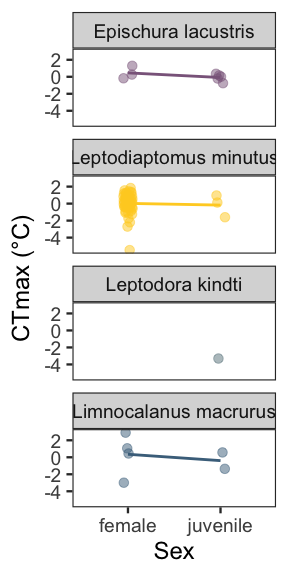 Epischura lacustris
2
0
-2
-4
Leptodiaptomus minutus
2
0
-2
-4
CTmax (°C)
Leptodora kindti
2
0
-2
-4
Limnocalanus macrurus
2
0
-2
-4
female juvenile
Sex